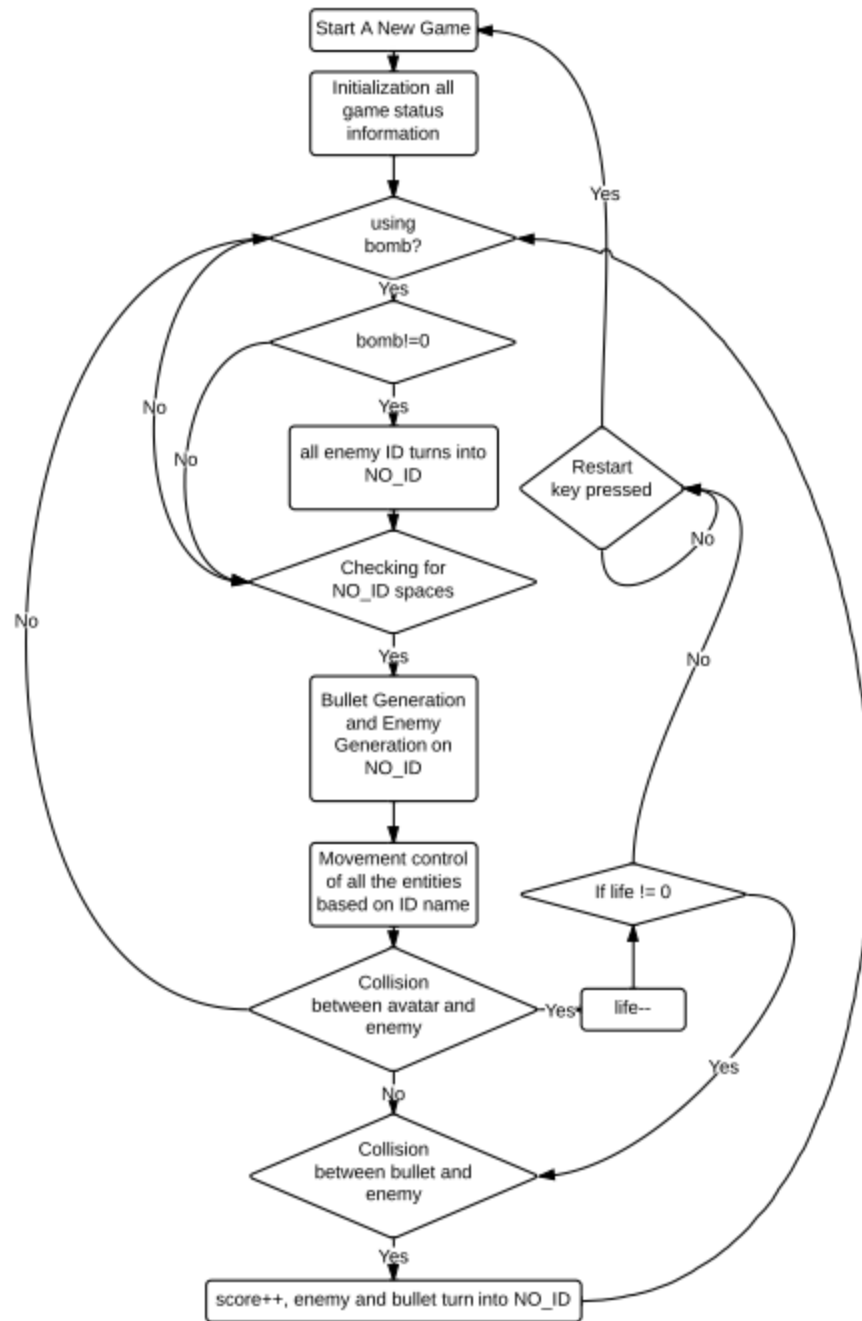 Start A New Game
Initialization all
game status
information
Yes
using
bomb?
Yes
bomb!=0
No
Yes
No
all enemy ID turns into
NO_ID
Restart
key pressed
No
Checking for
NO_ID spaces
No
Yes
No
Bullet Generation
and Enemy
Generation on
NO_ID
Movement control
of all the entities
based on ID name
If life != 0
Collision
between avatar and
enemy
Yes
life--
Yes
No
Collision
between bullet and
enemy
Yes
score++, enemy and bullet turn into NO_ID